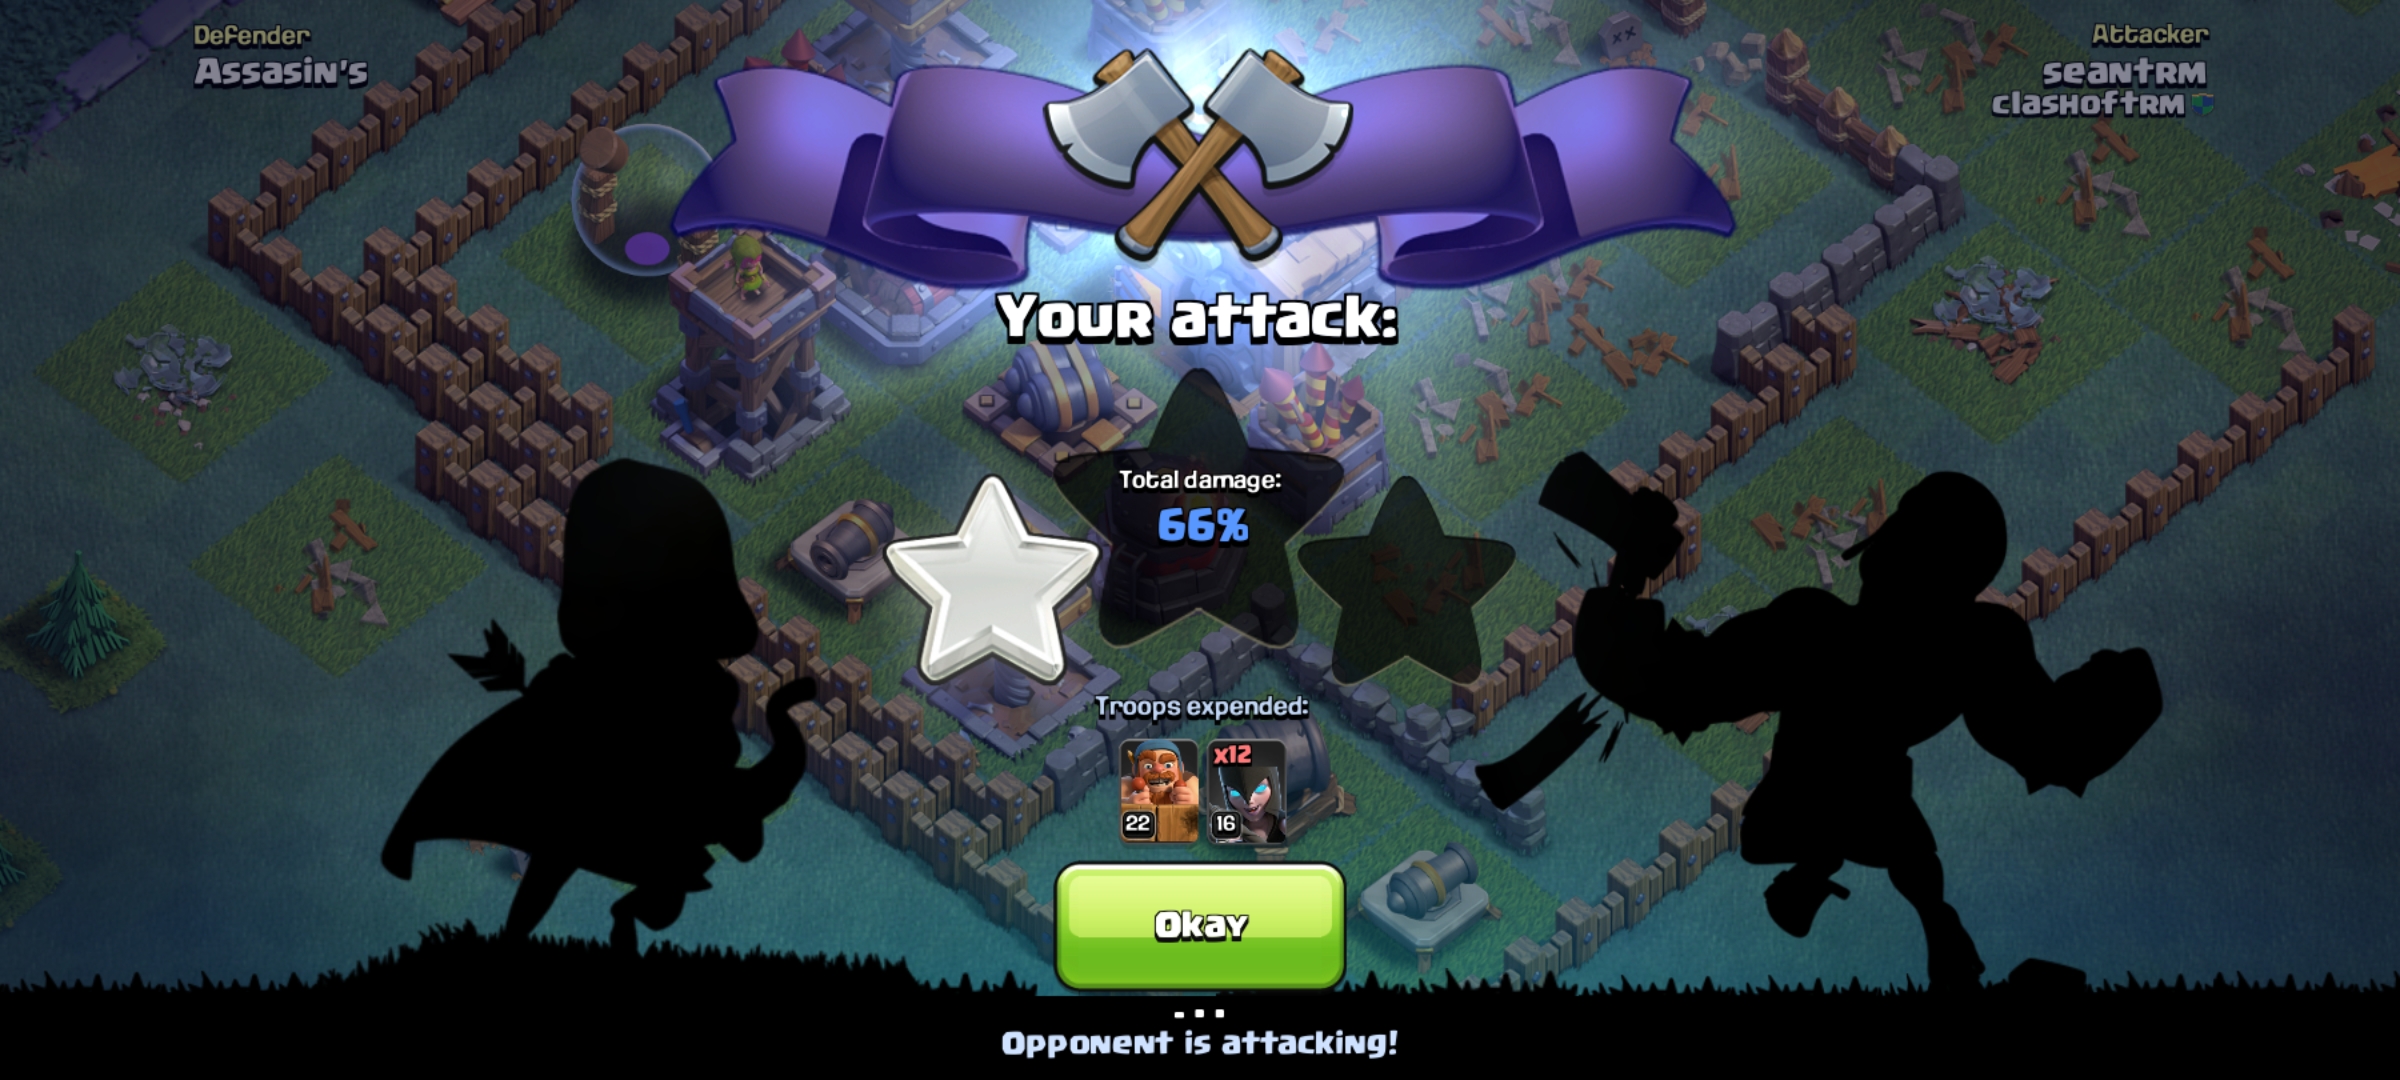 Defender
Assasin's
Attacker
seantRM
clashoftRM
Your attack:
Total damage:
66%
Troops expended:
x12
22
16
Okay
...
Opponent is attacking!